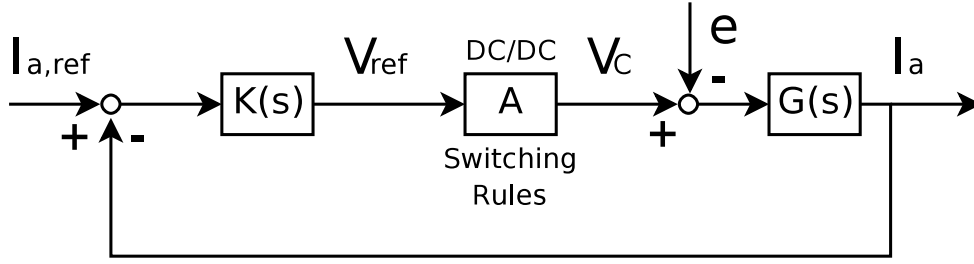 I a,ref
+
-
K(s)
V ref
DC/DC
A
Switching
Rules
V C
+
e
-
G(s)
I a